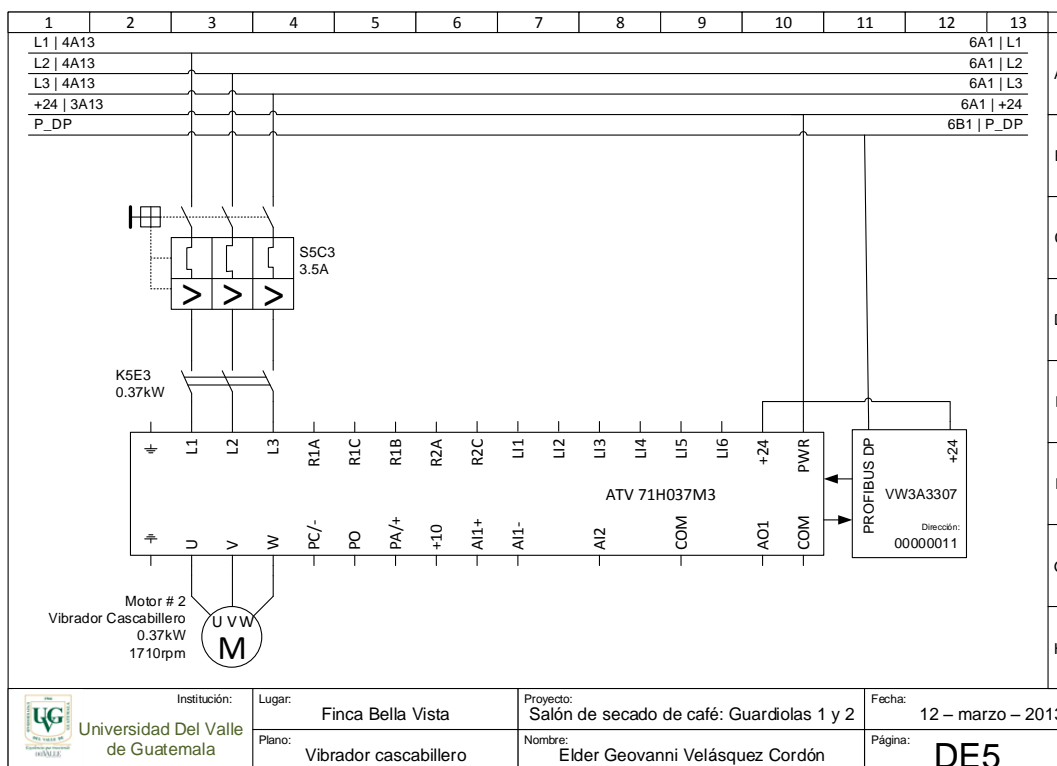 1 2 3 4 5 6 7 8 9 10 11 12 13
L1 | 4A13 6A1 | L1
L2 | 4A13 6A1 | L2
L3 | 4A13 6A1 | L3
+24 | 3A13 6A1 | +24
P_DP 6B1 | P_DP
S5C3
3.5A
> > >
K5E3
0.37kW
L1 L2 L3 R1A R1C R1B R2A R2C LI1 LI2 LI3 LI4 LI5 LI6 +24 PWR
ATV 71H037M3
U V W PC/- PO PA/+ +10 AI1+ AI1- AI2 COM AO1 COM
PROFIBUS DP
+24
VW3A3307
Dirección:
00000011
Motor # 2
Vibrador Cascabillero
0.37kW
1710rpm
U V W
M
UVG
Institución:
Universidad Del Valle
de Guatemala
Lugar:
Finca Bella Vista
Plano:
Vibrador cascabillero
Proyecto:
Salón de secado de café: Guardiolas 1 y 2
Nombre:
Elder Geovanni Velásquez Cordón
Fecha:
12 – marzo – 2013
Página:
DE5